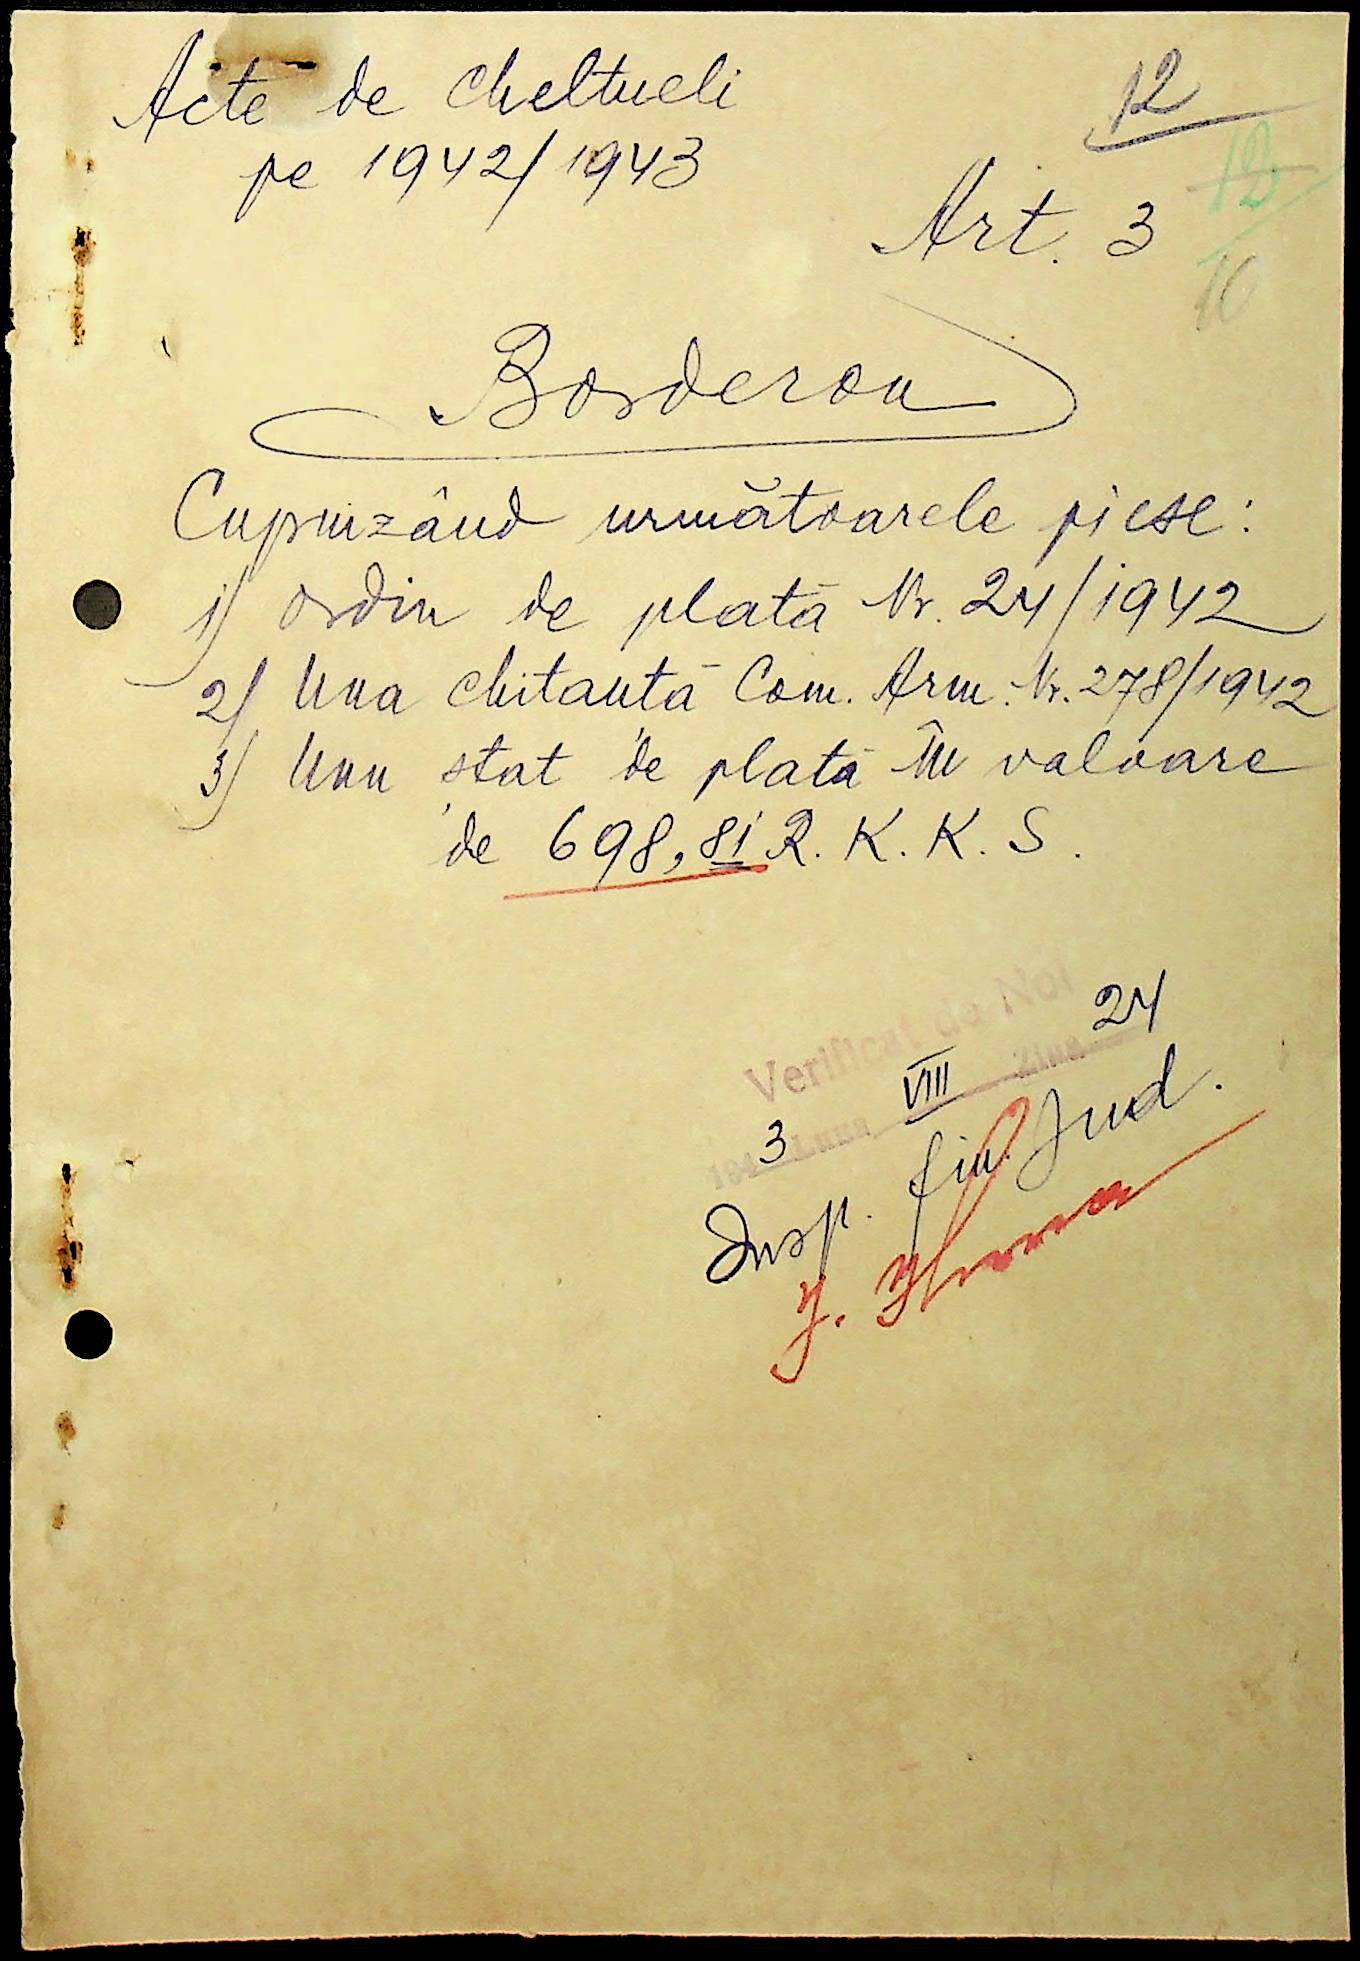 Acte de cheltueli
pe 1942/1943
12
12
10
Art. 3
Borderou
Cuprinzând următoarele piese:
1) ordin de plată Nr. 24/1942
2) Una chitanță Com. Arm. Nr. 278/1942
3) Unu stat de plată în valoare
de 698,81 R. K. K. S.
Verificat de Noi
194 3 Luna VIII Ziua 24
Insp. fin. Jud.